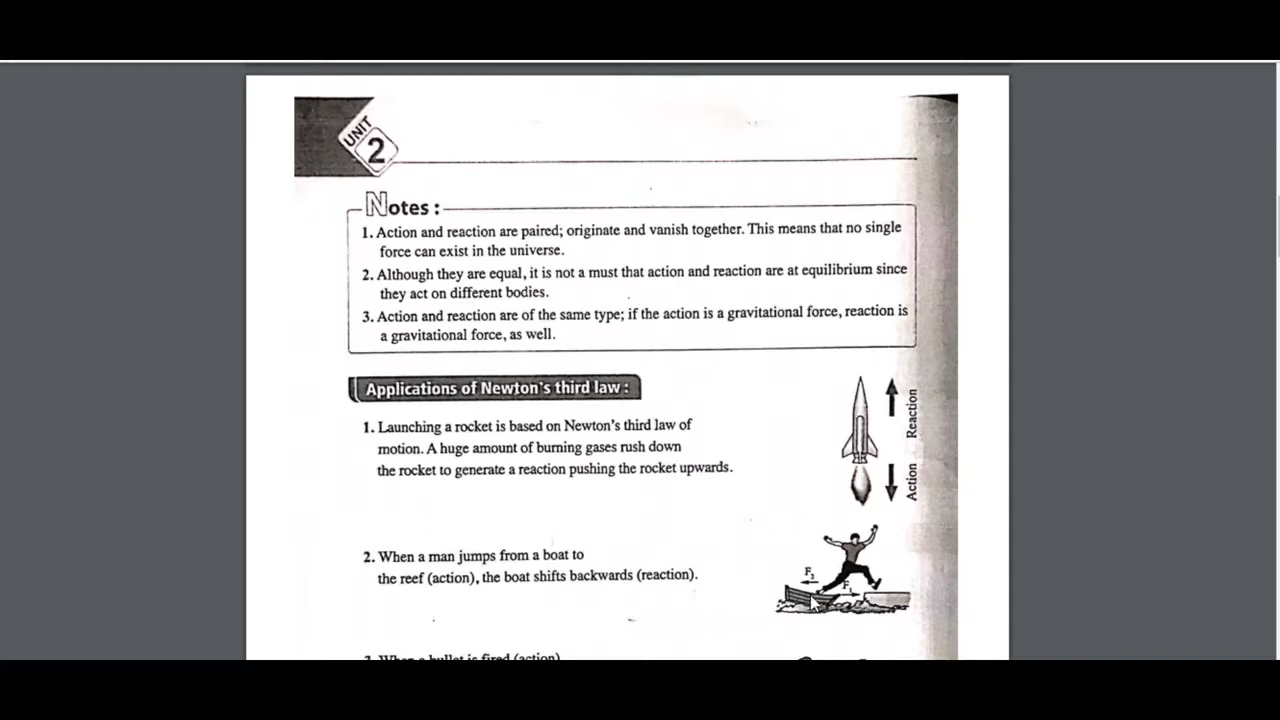 UNIT
2
Notes :
1. Action and reaction are paired; originate and vanish together. This means that no single
force can exist in the universe.
2. Although they are equal, it is not a must that action and reaction are at equilibrium since
they act on different bodies.
3. Action and reaction are of the same type; if the action is a gravitational force, reaction is
a gravitational force, as well.
Applications of Newton's third law :
1. Launching a rocket is based on Newton's third law of
motion. A huge amount of burning gases rush down
the rocket to generate a reaction pushing the rocket upwards.
Reaction
Action
2. When a man jumps from a boat to
the reef (action), the boat shifts backwards (reaction).
F2
F1
3. When a bullet is fired (action)